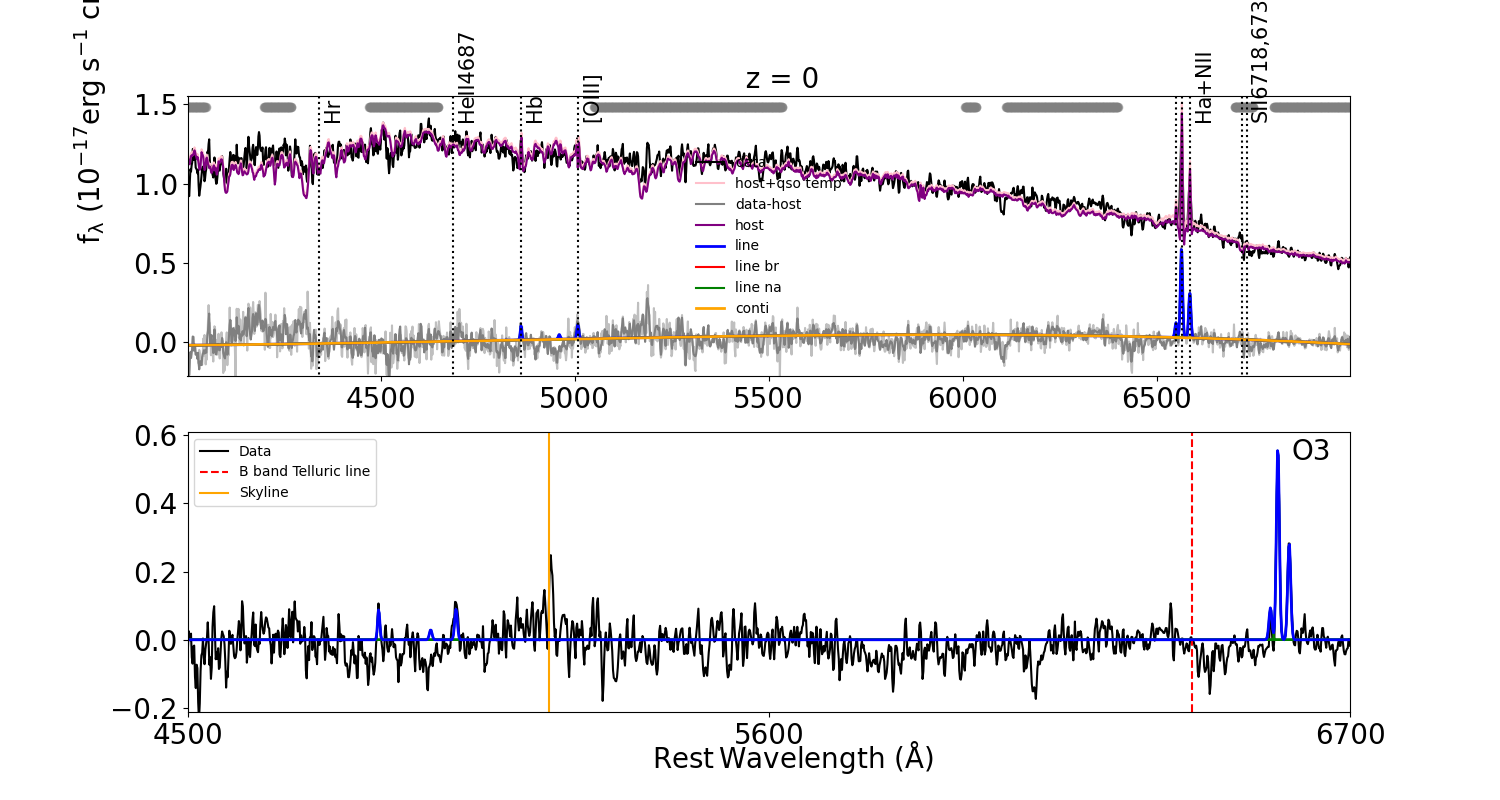 z = 0
f_λ (10^−17 erg s^−1
Hr
HeII4687
Hb
[OIII]
Ha+NII
SII6718,673
1.5
1.0
0.5
0.0
host+qso temp
data-host
host
line
line br
line na
conti
4500
5000
5500
6000
6500
0.6
0.4
0.2
0.0
−0.2
Data
B band Telluric line
Skyline
O3
4500
5600
6700
Rest Wavelength (Å)